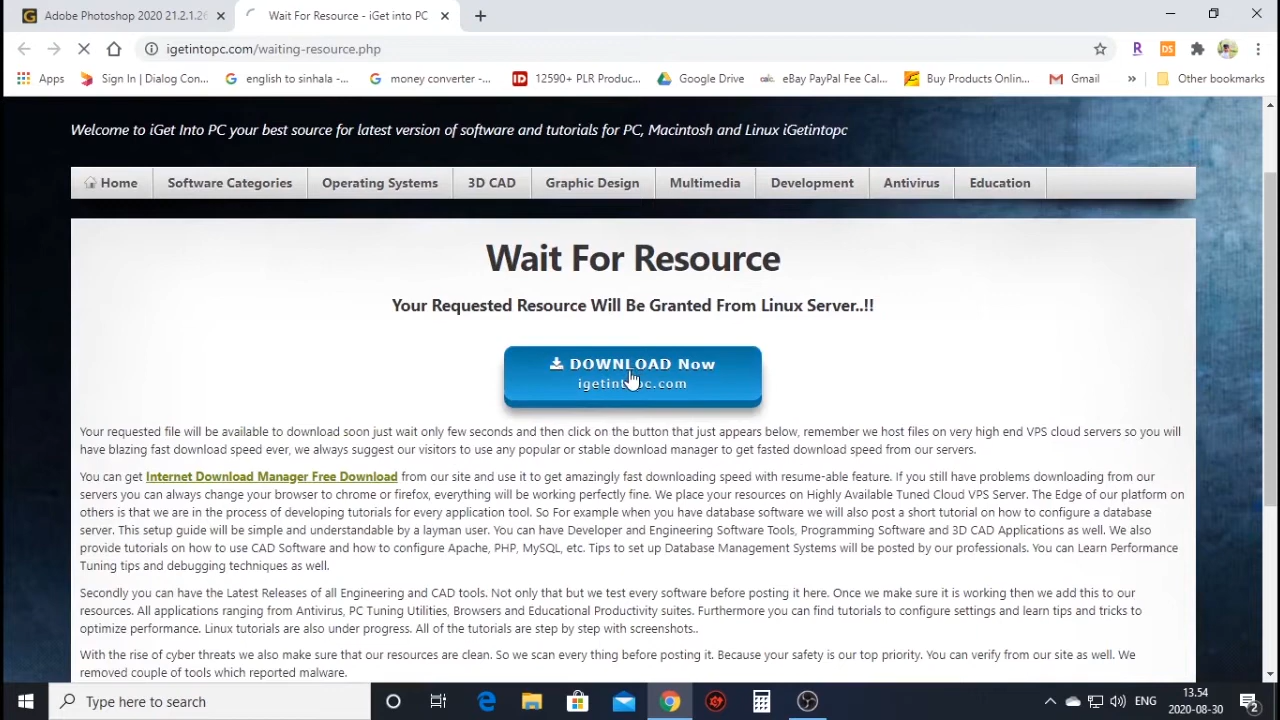 Adobe Photoshop 2020 21.2.1.26
Wait For Resource - iGet into PC
igetintopc.com/waiting-resource.php
Apps
Sign In | Dialog Con...
english to sinhala -...
money converter -...
12590+ PLR Produc...
Google Drive
eBay PayPal Fee Cal...
Buy Products Onlin...
Gmail
»
Other bookmarks
Welcome to iGet Into PC your best source for latest version of software and tutorials for PC, Macintosh and Linux iGetintopc
Home
Software Categories
Operating Systems
3D CAD
Graphic Design
Multimedia
Development
Antivirus
Education
Wait For Resource
Your Requested Resource Will Be Granted From Linux Server..!!
DOWNLOAD Now
igetintopc.com
Your requested file will be available to download soon just wait only few seconds and then click on the button that just appears below, remember we host files on very high end VPS cloud servers so you will
have blazing fast download speed ever, we always suggest our visitors to use any popular or stable download manager to get fasted download speed from our servers.
You can get Internet Download Manager Free Download from our site and use it to get amazingly fast downloading speed with resume-able feature. If you still have problems downloading from our
servers you can always change your browser to chrome or firefox, everything will be working perfectly fine. We place your resources on Highly Available Tuned Cloud VPS Server. The Edge of our platform on
others is that we are in the process of developing tutorials for every application tool. So For example when you have database software we will also post a short tutorial on how to configure a database
server. This setup guide will be simple and understandable by a layman user. You can have Developer and Engineering Software Tools, Programming Software and 3D CAD Applications as well. We also
provide tutorials on how to use CAD Software and how to configure Apache, PHP, MySQL, etc. Tips to set up Database Management Systems will be posted by our professionals. You can Learn Performance
Tuning tips and debugging techniques as well.
Secondly you can have the Latest Releases of all Engineering and CAD tools. Not only that but we test every software before posting it here. Once we make sure it is working then we add this to our
resources. All applications ranging from Antivirus, PC Tuning Utilities, Browsers and Educational Productivity suites. Furthermore you can find tutorials to configure settings and learn tips and tricks to
optimize performance. Linux tutorials are also under progress. All of the tutorials are step by step with screenshots..
With the rise of cyber threats we also make sure that our resources are clean. So we scan every thing before posting it. Because your safety is our top priority. You can verify from our site as well. We
removed couple of tools which reported malware.
Type here to search
ENG
13.54
2020-08-30
2